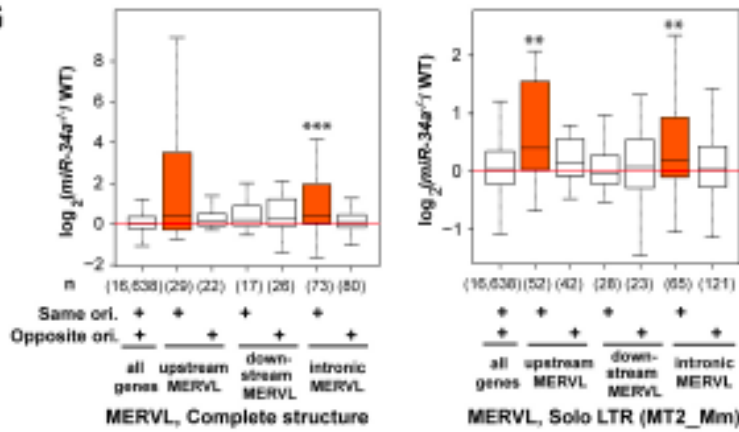 G
log2(miR-34a-/-/ WT)
8
6
4
2
0
−2
***
n (16,638) (29) (22) (17) (26) (73) (80)
Same ori. + + + +
Opposite ori. + + + +
all genes
upstream MERVL
down-stream MERVL
intronic MERVL
MERVL, Complete structure
log2(miR-34a-/-/ WT)
2
1
0
−1
** **
(16,638) (52) (42) (28) (23) (65) (121)
+ + + +
+ + + +
all genes
upstream MERVL
down-stream MERVL
intronic MERVL
MERVL, Solo LTR (MT2_Mm)